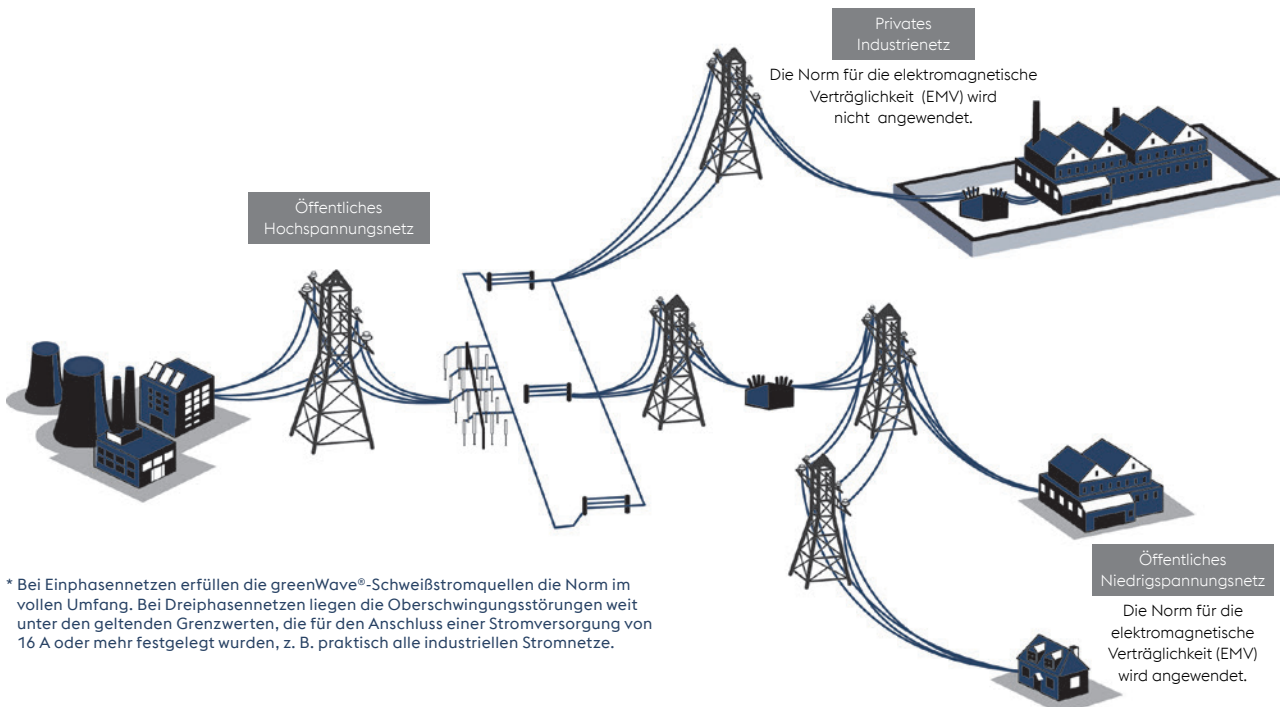 Privates
Industrienetz
Die Norm für die elektromagnetische
Verträglichkeit (EMV) wird
nicht angewendet.
Öffentliches
Hochspannungsnetz
* Bei Einphasennetzen erfüllen die greenWave®-Schweißstromquellen die Norm im
vollen Umfang. Bei Dreiphasennetzen liegen die Oberschwingungsstörungen weit
unter den geltenden Grenzwerten, die für den Anschluss einer Stromversorgung von
16 A oder mehr festgelegt wurden, z. B. praktisch alle industriellen Stromnetze.
Öffentliches
Niedrigspannungsnetz
Die Norm für die
elektromagnetische
Verträglichkeit (EMV)
wird angewendet.